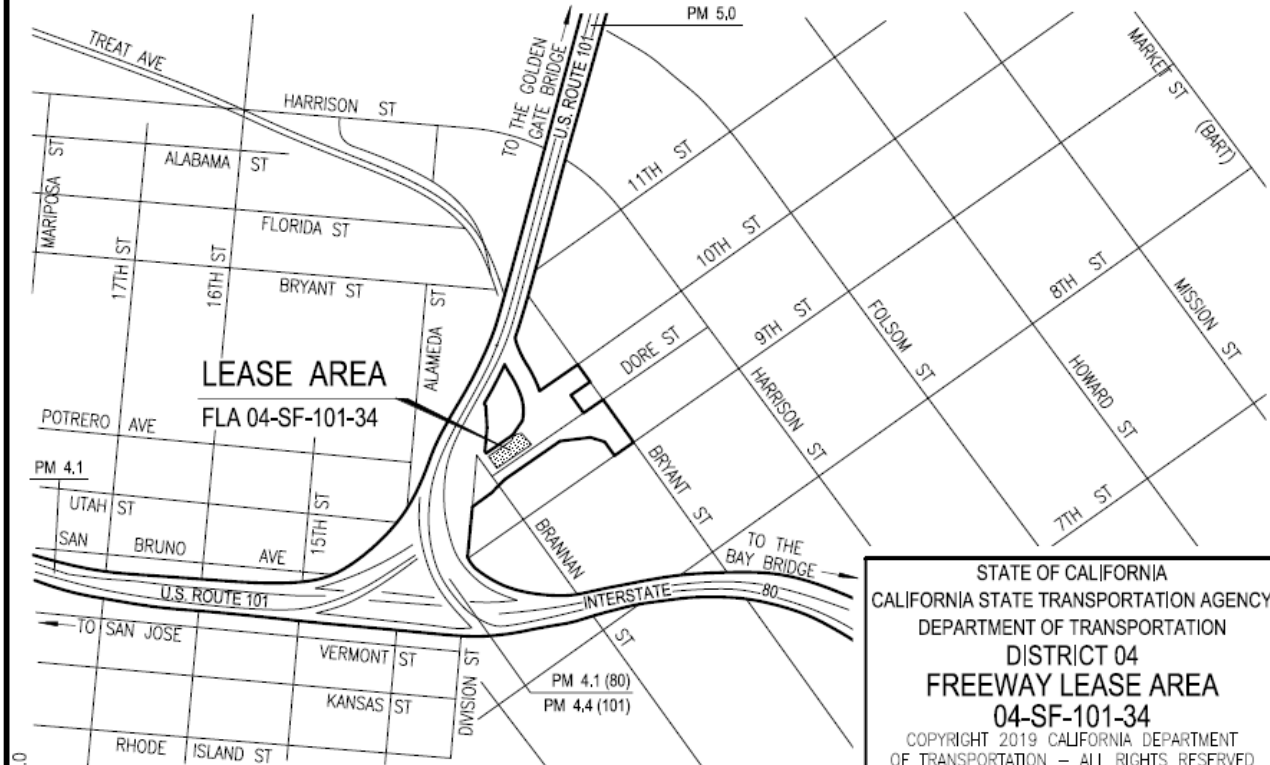 PM 5.0
TREAT AVE
HARRISON ST
TO THE GOLDEN
GATE BRIDGE
U.S. ROUTE 101
MARKET ST
(BART)
MARIPOSA ST
ALABAMA ST
11TH ST
FLORIDA ST
17TH ST
16TH ST
10TH ST
BRYANT ST
ALAMEDA ST
8TH ST
MISSION ST
FOLSOM ST
9TH ST
DORE ST
HOWARD ST
LEASE AREA
FLA 04-SF-101-34
HARRISON ST
POTRERO AVE
BRYANT ST
PM 4.1
UTAH ST
15TH ST
7TH ST
SAN BRUNO AVE
BRANNAN ST
TO THE
BAY BRIDGE
U.S. ROUTE 101
INTERSTATE 80
TO SAN JOSE
VERMONT ST
DIVISION ST
PM 4.1 (80)
PM 4.4 (101)
KANSAS ST
RHODE ISLAND ST
STATE OF CALIFORNIA
CALIFORNIA STATE TRANSPORTATION AGENCY
DEPARTMENT OF TRANSPORTATION
DISTRICT 04
FREEWAY LEASE AREA
04-SF-101-34
COPYRIGHT 2019 CALIFORNIA DEPARTMENT
OF TRANSPORTATION – ALL RIGHTS RESERVED